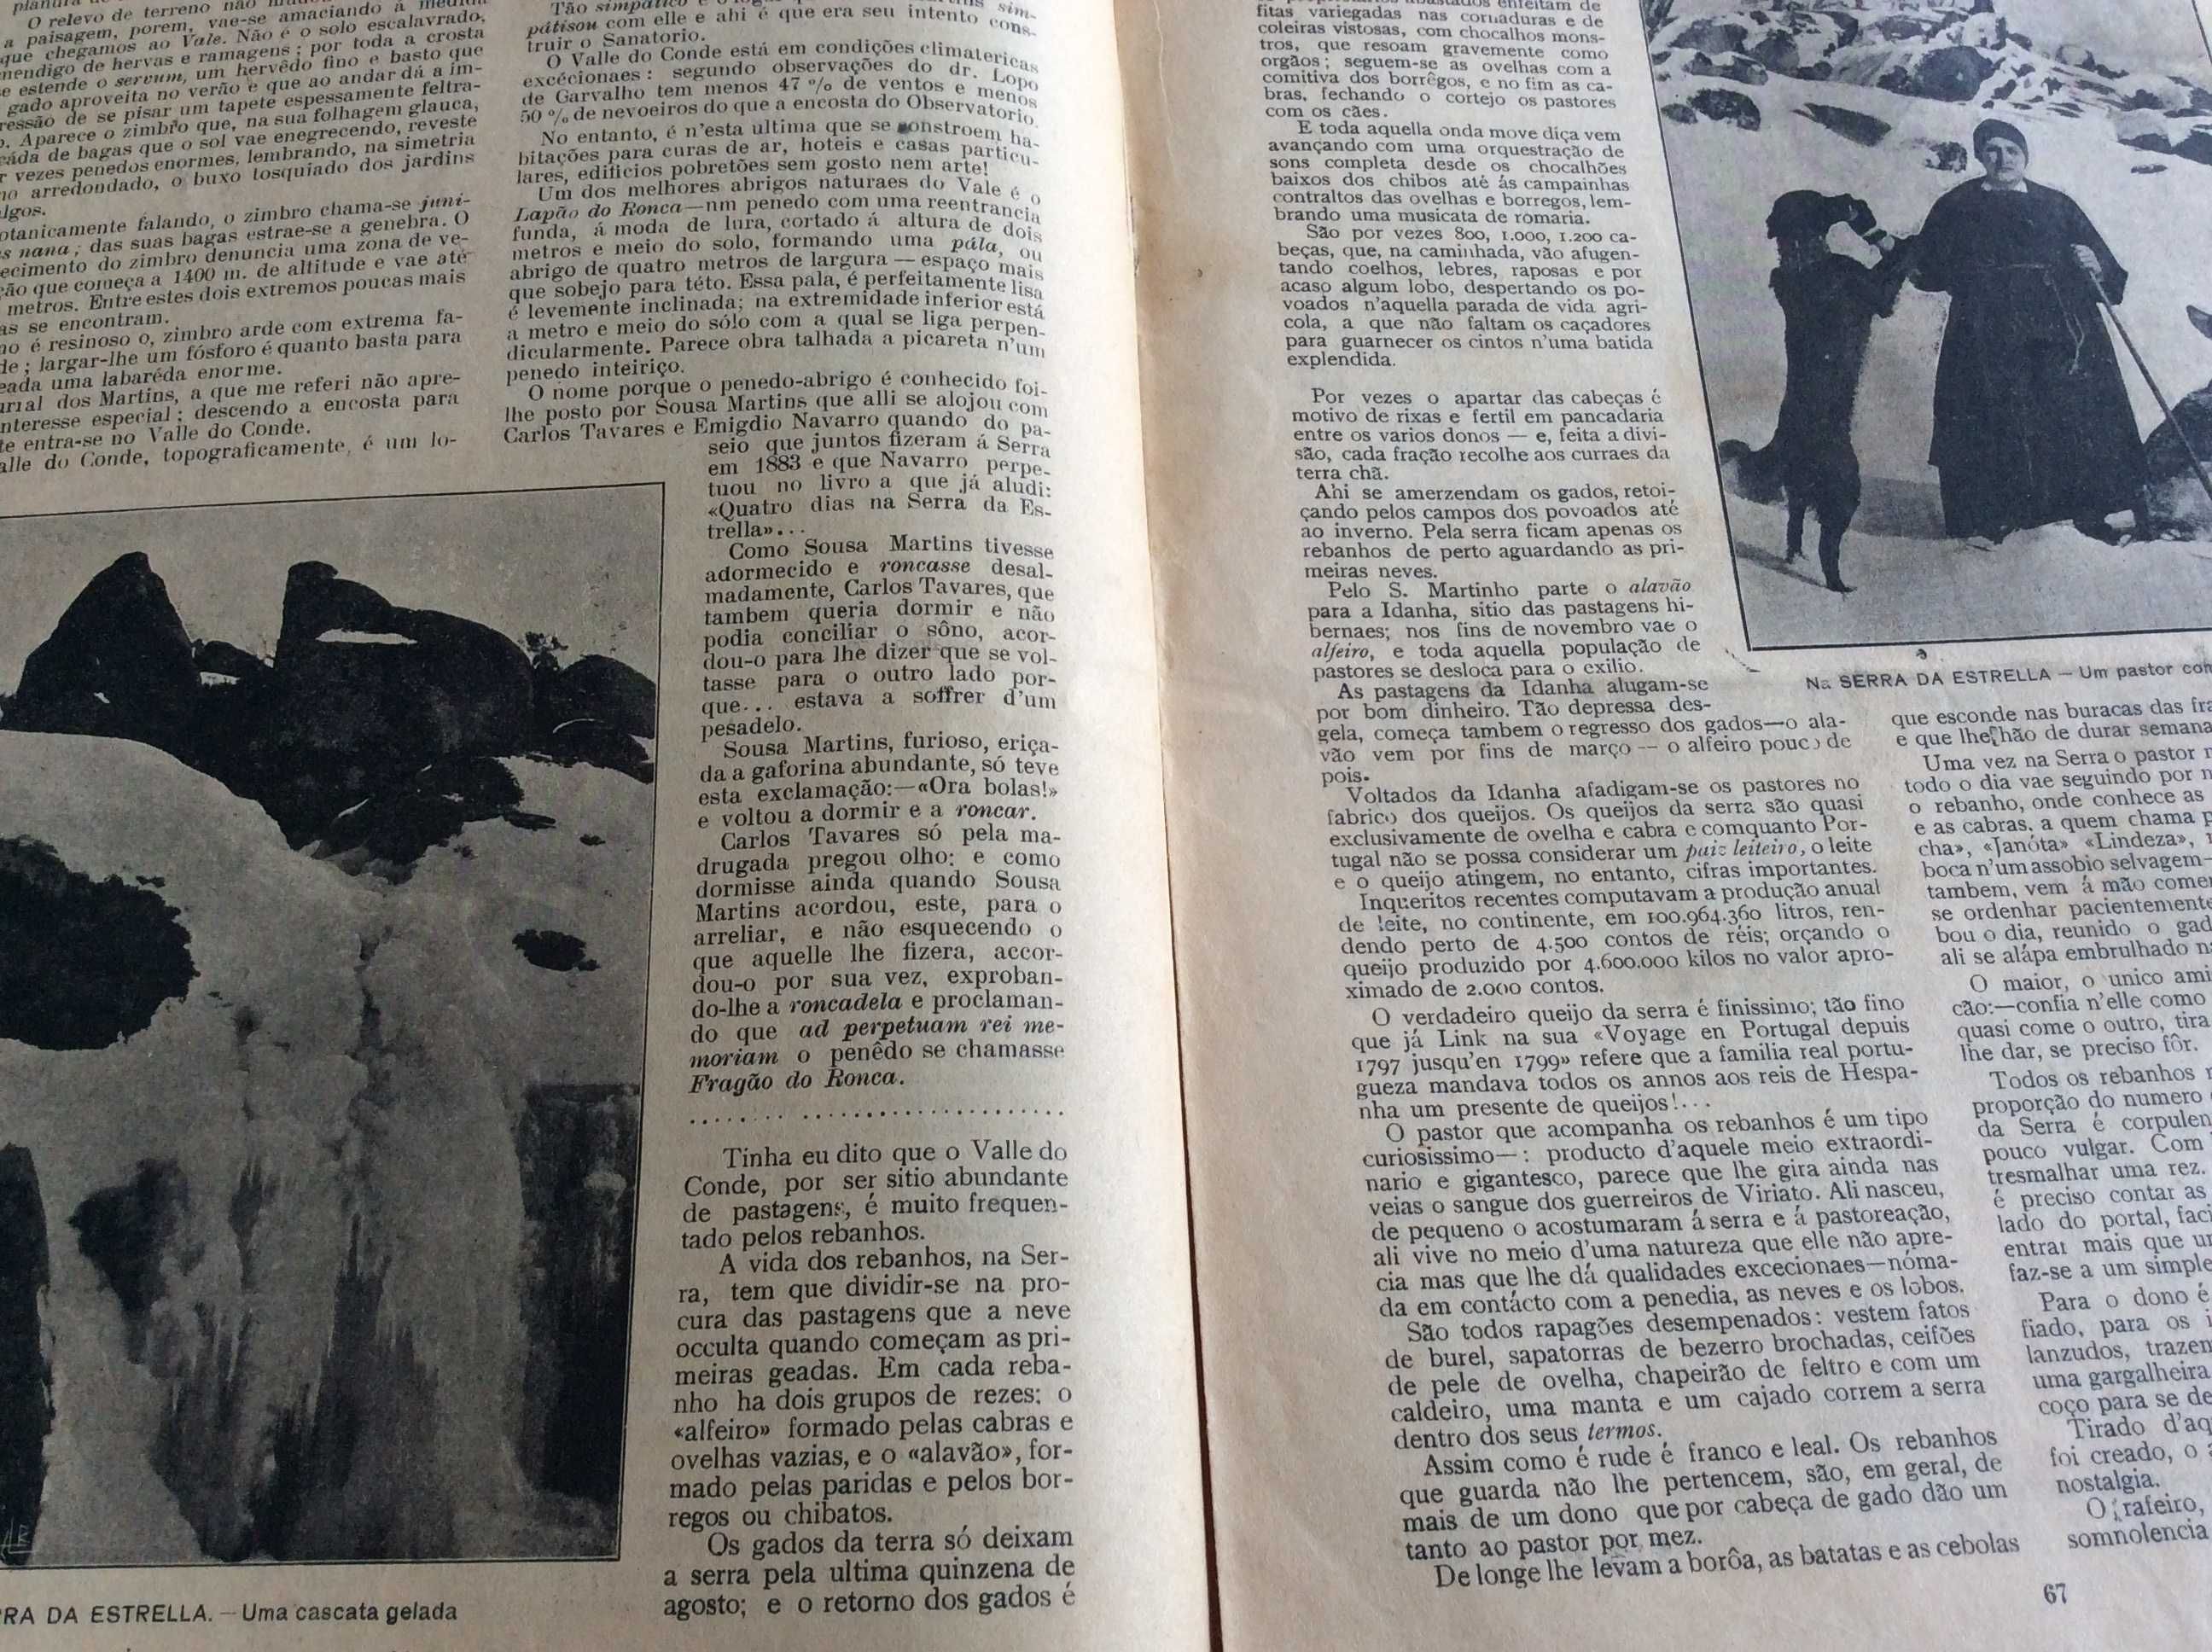 O relevo de terreno não
a paisagem, porem, vae-se amaciando á medida
que chegamos ao Vale. Não é o solo escalavrado,
mendigo de hervas e ramagens; por toda a crosta
se estende o servum, um hervêdo fino e basto que
gado aproveita no verão e que ao andar dá a im-
ressão de se pisar um tapete espessamente feltra-
Aparece o zimbro que, na sua folhagem glauca,
de bagas que o sol vae enegrecendo, reveste
r vezes penedos enormes, lembrando, na simetria
no arredondado, o buxo tosquiado dos jardins
lgos.
otanicamente falando, o zimbro chama-se juni-
s nana; das suas bagas estrae-se a genebra. O
ecimento do zimbro denuncia uma zona de ve-
ção que começa a 1400 m. de altitude e vae até
metros. Entre estes dois extremos poucas mais
as se encontram.
no é resinoso o, zimbro arde com extrema fa-
de; largar-lhe um fósforo é quanto basta para
eada uma labaréda enorme.
urial dos Martins, a que me referi não apre-
nteresse especial; descendo a encosta para
te entra-se no Valle do Conde.
alle do Conde, topograficamente, é um lo-
RRA DA ESTRELLA. — Uma cascata gelada
Tão simpatico
pátisou com elle e ahi é que era seu intento cons-
truir o Sanatorio.
O Valle do Conde está em condições climatericas
excécionaes: segundo observações do dr. Lopo
de Carvalho tem menos 47 % de ventos e menos
50 % de nevoeiros do que a encosta do Observatorio.
No entanto, é n'esta ultima que se onstroem ha-
bitações para curas de ar, hoteis e casas particu-
lares, edificios pobretões sem gosto nem arte!
Um dos melhores abrigos naturaes do Vale é o
Lapão do Ronca—nm penedo com uma reentrancia
funda, á moda de lura, cortado á altura de dois
metros e meio do solo, formando uma pála, ou
abrigo de quatro metros de largura — espaço mais
que sobejo para této. Essa pala, é perfeitamente lisa
é levemente inclinada; na extremidade inferior está
a metro e meio do sólo com a qual se liga perpen-
dicularmente. Parece obra talhada a picareta n'um
penedo inteiriço.
O nome porque o penedo-abrigo é conhecido foi-
lhe posto por Sousa Martins que alli se alojou com
Carlos Tavares e Emigdio Navarro quando do pa-
seio que juntos fizeram á Serra
em 1883 e que Navarro perpe-
tuou no livro a que já aludi:
«Quatro dias na Serra da Es-
trella»...
Como Sousa Martins tivesse
adormecido e roncasse desal-
madamente, Carlos Tavares, que
tambem queria dormir e não
podia conciliar o sôno, acor-
dou-o para lhe dizer que se vol-
tasse para o outro lado por-
que... estava a soffrer d'um
pesadelo.
Sousa Martins, furioso, eriça-
da a gaforina abundante, só teve
esta exclamação:—«Ora bolas!»
e voltou a dormir e a roncar.
Carlos Tavares só pela ma-
drugada pregou olho; e como
dormisse ainda quando Sousa
Martins acordou, este, para o
arreliar, e não esquecendo o
que aquelle lhe fizera, accor-
dou-o por sua vez, exproban-
do-lhe a roncadela e proclaman-
do que ad perpetuam rei me-
moriam o penêdo se chamasse
Fragão do Ronca.
Tinha eu dito que o Valle do
Conde, por ser sitio abundante
de pastagens, é muito frequen-
tado pelos rebanhos.
A vida dos rebanhos, na Ser-
ra, tem que dividir-se na pro-
cura das pastagens que a neve
occulta quando começam as pri-
meiras geadas. Em cada reba-
nho ha dois grupos de rezes: o
«alfeiro» formado pelas cabras e
ovelhas vazias, e o «alavão», for-
mado pelas paridas e pelos bor-
regos ou chibatos.
Os gados da terra só deixam
a serra pela ultima quinzena de
agosto; e o retorno dos gados é
enfeitam de
fitas variegadas nas cornaduras e de
coleiras vistosas, com chocalhos mons-
tros, que resoam gravemente como
orgãos; seguem-se as ovelhas com a
comitiva dos borrêgos, e no fim as ca-
bras, fechando o cortejo os pastores
com os cães.
E toda aquella onda move diça vem
avançando com uma orquestração de
sons completa desde os chocalhões
baixos dos chibos até ás campainhas
contraltos das ovelhas e borregos, lem-
brando uma musicata de romaria.
São por vezes 800, 1.000, 1.200 ca-
beças, que, na caminhada, vão afugen-
tando coelhos, lebres, raposas e por
acaso algum lobo, despertando os po-
voados n'aquella parada de vida agri-
cola, a que não faltam os caçadores
para guarnecer os cintos n'uma batida
explendida.
Por vezes o apartar das cabeças é
motivo de rixas e fertil em pancadaria
entre os varios donos — e, feita a divi-
são, cada fração recolhe aos curraes da
terra chã.
Ahi se amerzendam os gados, retoi-
çando pelos campos dos povoados até
ao inverno. Pela serra ficam apenas os
rebanhos de perto aguardando as pri-
meiras neves.
Pelo S. Martinho parte o alavão
para a Idanha, sitio das pastagens hi-
bernaes; nos fins de novembro vae o
alfeiro, e toda aquella população de
pastores se desloca para o exilio.
As pastagens da Idanha alugam-se
por bom dinheiro. Tão depressa des-
gela, começa tambem o regresso dos gados—o ala-
vão vem por fins de março — o alfeiro pouco de
pois.
Voltados da Idanha afadigam-se os pastores no
fabrico dos queijos. Os queijos da serra são quasi
exclusivamente de ovelha e cabra e comquanto Por-
tugal não se possa considerar um paiz leiteiro, o leite
e o queijo atingem, no entanto, cifras importantes.
Inqueritos recentes computavam a produção anual
de leite, no continente, em 100.964.360 litros, ren-
dendo perto de 4.500 contos de réis; orçando o
queijo produzido por 4.600.000 kilos no valor apro-
ximado de 2.000 contos.
O verdadeiro queijo da serra é finissimo; tão fino
que já Link na sua «Voyage en Portugal depuis
1797 jusqu'en 1799» refere que a familia real portu-
gueza mandava todos os annos aos reis de Hespa-
nha um presente de queijos!...
O pastor que acompanha os rebanhos é um tipo
curiosissimo—: producto d'aquele meio extraordi-
nario e gigantesco, parece que lhe gira ainda nas
veias o sangue dos guerreiros de Viriato. Ali nasceu,
de pequeno o acostumaram á serra e á pastoreação,
ali vive no meio d'uma natureza que elle não apre-
cia mas que lhe dá qualidades excecionaes—nóma-
da em contácto com a penedia, as neves e os lobos.
São todos rapagões desempenados: vestem fatos
de burel, sapatorras de bezerro brochadas, ceifões
de pele de ovelha, chapeirão de feltro e com um
caldeiro, uma manta e um cajado correm a serra
dentro dos seus termos.
Assim como é rude é franco e leal. Os rebanhos
que guarda não lhe pertencem, são, em geral, de
mais de um dono que por cabeça de gado dão um
tanto ao pastor por mez.
De longe lhe levam a borôa, as batatas e as cebolas
Na SERRA DA ESTRELLA — Um pastor com
que esconde nas buracas das fra
e que lhe hão de durar semana
Uma vez na Serra o pastor
todo o dia vae seguindo por
o rebanho, onde conhece as
e as cabras, a quem chama p
cha», «Janóta» «Lindeza»,
boca n'um assobio selvagem—
tambem, vem á mão comer
se ordenhar pacientemente
bou o dia, reunido o gad
ali se alápa embrulhado n
O maior, o unico ami
cão:—confia n'elle como
quasi como o outro, tira
lhe dar, se preciso fôr.
Todos os rebanhos
proporção do numero
da Serra é corpulen
pouco vulgar. Com
tresmalhar uma rez.
é preciso contar as
lado do portal, faci
entrar mais que u
faz-se a um simple
Para o dono é
fiado, para os
lanzudos, trazem
uma gargalheira
coço para se de
Tirado d'aq
foi creado, o
nostalgia.
O rafeiro,
somnolencia
67